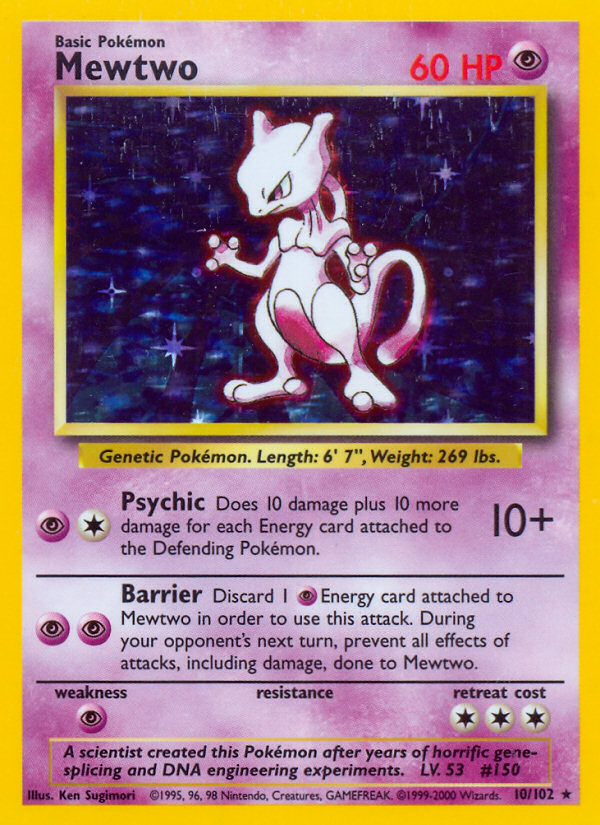 Basic Pokémon
Mewtwo 60 HP
Genetic Pokémon. Length: 6' 7", Weight: 269 lbs.
Psychic Does 10 damage plus 10 more
damage for each Energy card attached to
the Defending Pokémon.
10+
Barrier Discard 1 Energy card attached to
Mewtwo in order to use this attack. During
your opponent's next turn, prevent all effects of
attacks, including damage, done to Mewtwo.
weakness resistance retreat cost
A scientist created this Pokémon after years of horrific gene-
splicing and DNA engineering experiments. LV. 53 #150
Illus. Ken Sugimori ©1995, 96, 98 Nintendo, Creatures, GAMEFREAK. ©1999-2000 Wizards. 10/102 ★